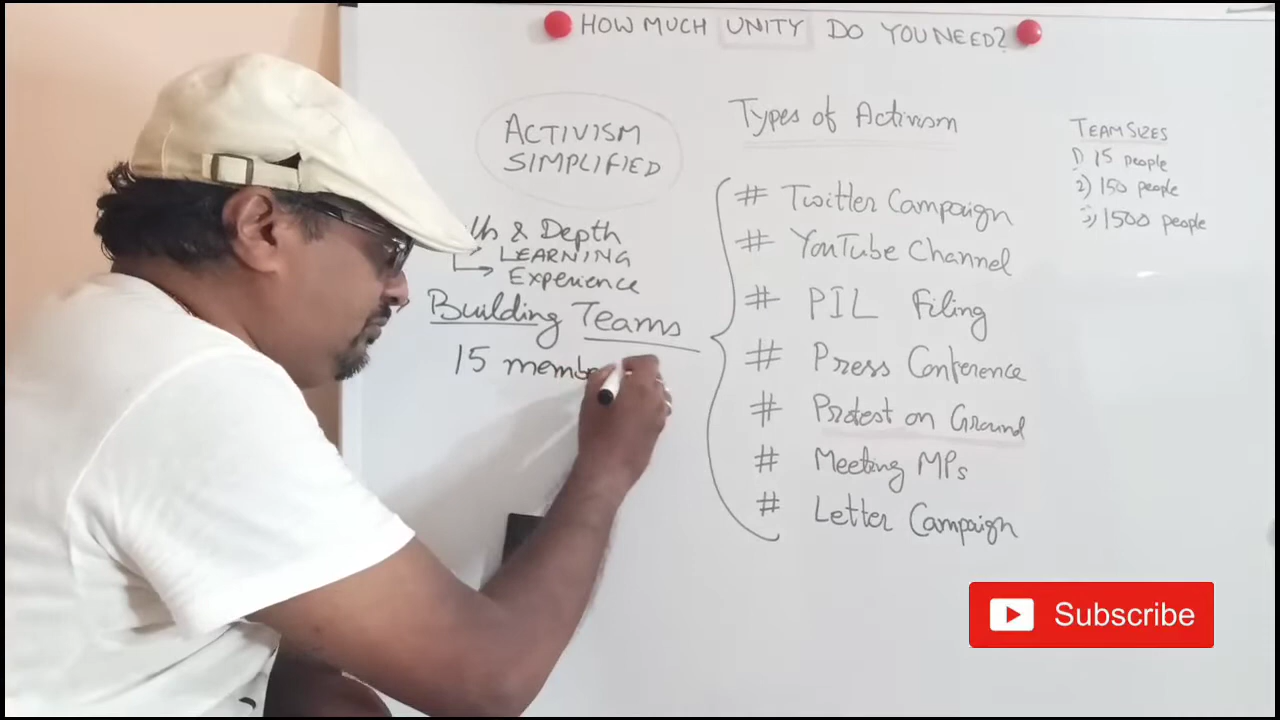 HOW MUCH UNITY DO YOU NEED?
ACTIVISM
SIMPLIFIED
& Depth
LEARNING
Experience
Building Teams
15 memb
Types of Activism
# Twitter Campaign
# YouTube Channel
# PIL Filing
# Press Conference
# Protest on Ground
# Meeting MPs
# Letter Campaign
TEAM SIZES
1) 15 people
2) 150 people
3) 1500 people
Subscribe